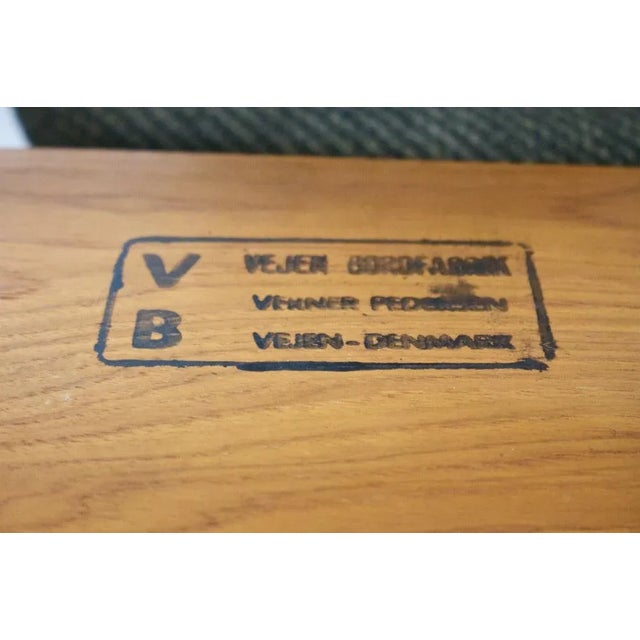 V VEJEN BORDFABRIK
VERNER PEDERSEN
B VEJEN-DENMARK